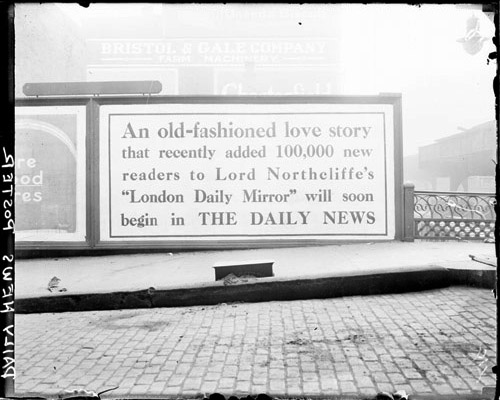 BRISTOL & GALE COMPANY
FARM MACHINERY
An old-fashioned love story
that recently added 100,000 new
readers to Lord Northcliffe's
"London Daily Mirror" will soon
begin in THE DAILY NEWS
DAILY NEWS POSTER